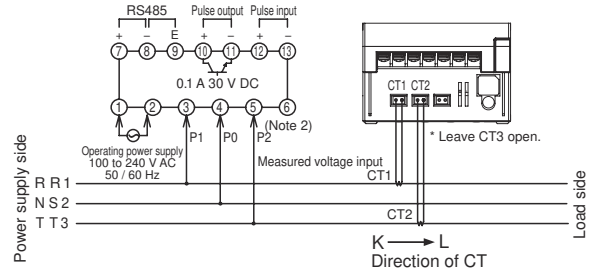 RS485 Pulse output Pulse input
+ − E + − + −
7 8 9 10 11 12 13
0.1 A 30 V DC
1 2 3 4 5 6
(Note 2)
P1 P0 P2
Operating power supply
100 to 240 V AC
50 / 60 Hz
Measured voltage input
CT1 CT2
* Leave CT3 open.
Power supply side
R R1
N S2
T T3
CT1
CT2
Load side
K L
Direction of CT